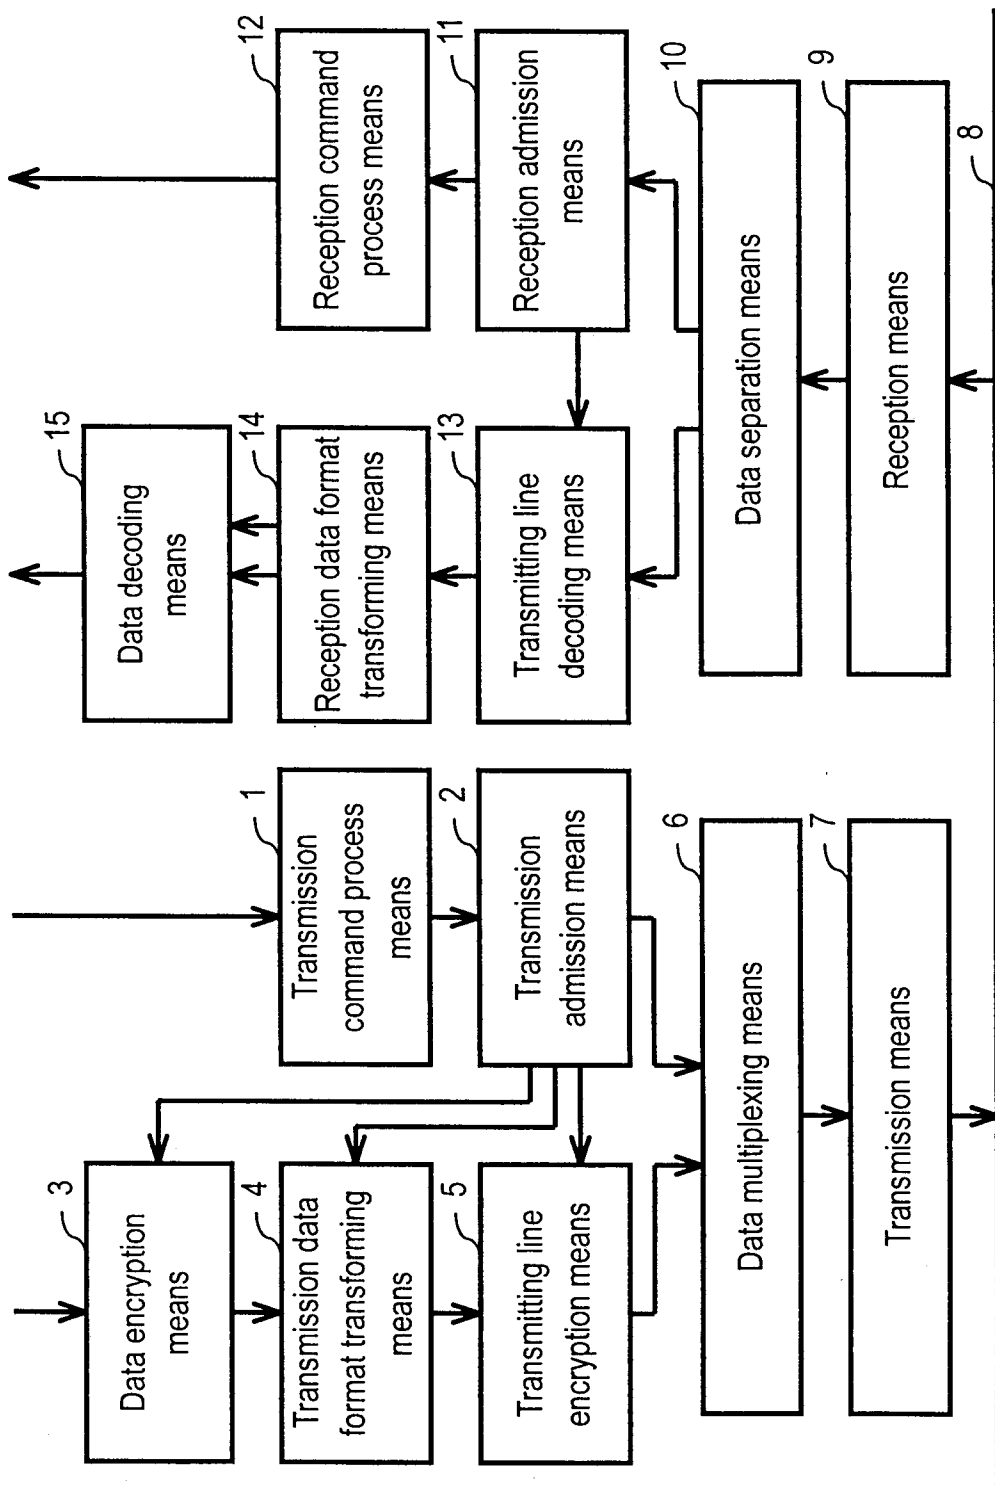 3
Data encryption
means
4
Transmission data
format transforming
means
5
Transmitting line
encryption means
1
Transmission
command process
means
2
Transmission
admission means
6
Data multiplexing means
7
Transmission means
15
Data decoding
means
14
Reception data format
transforming means
13
Transmitting line
decoding means
12
Reception command
process means
11
Reception admission
means
10
Data separation means
9
Reception means
8